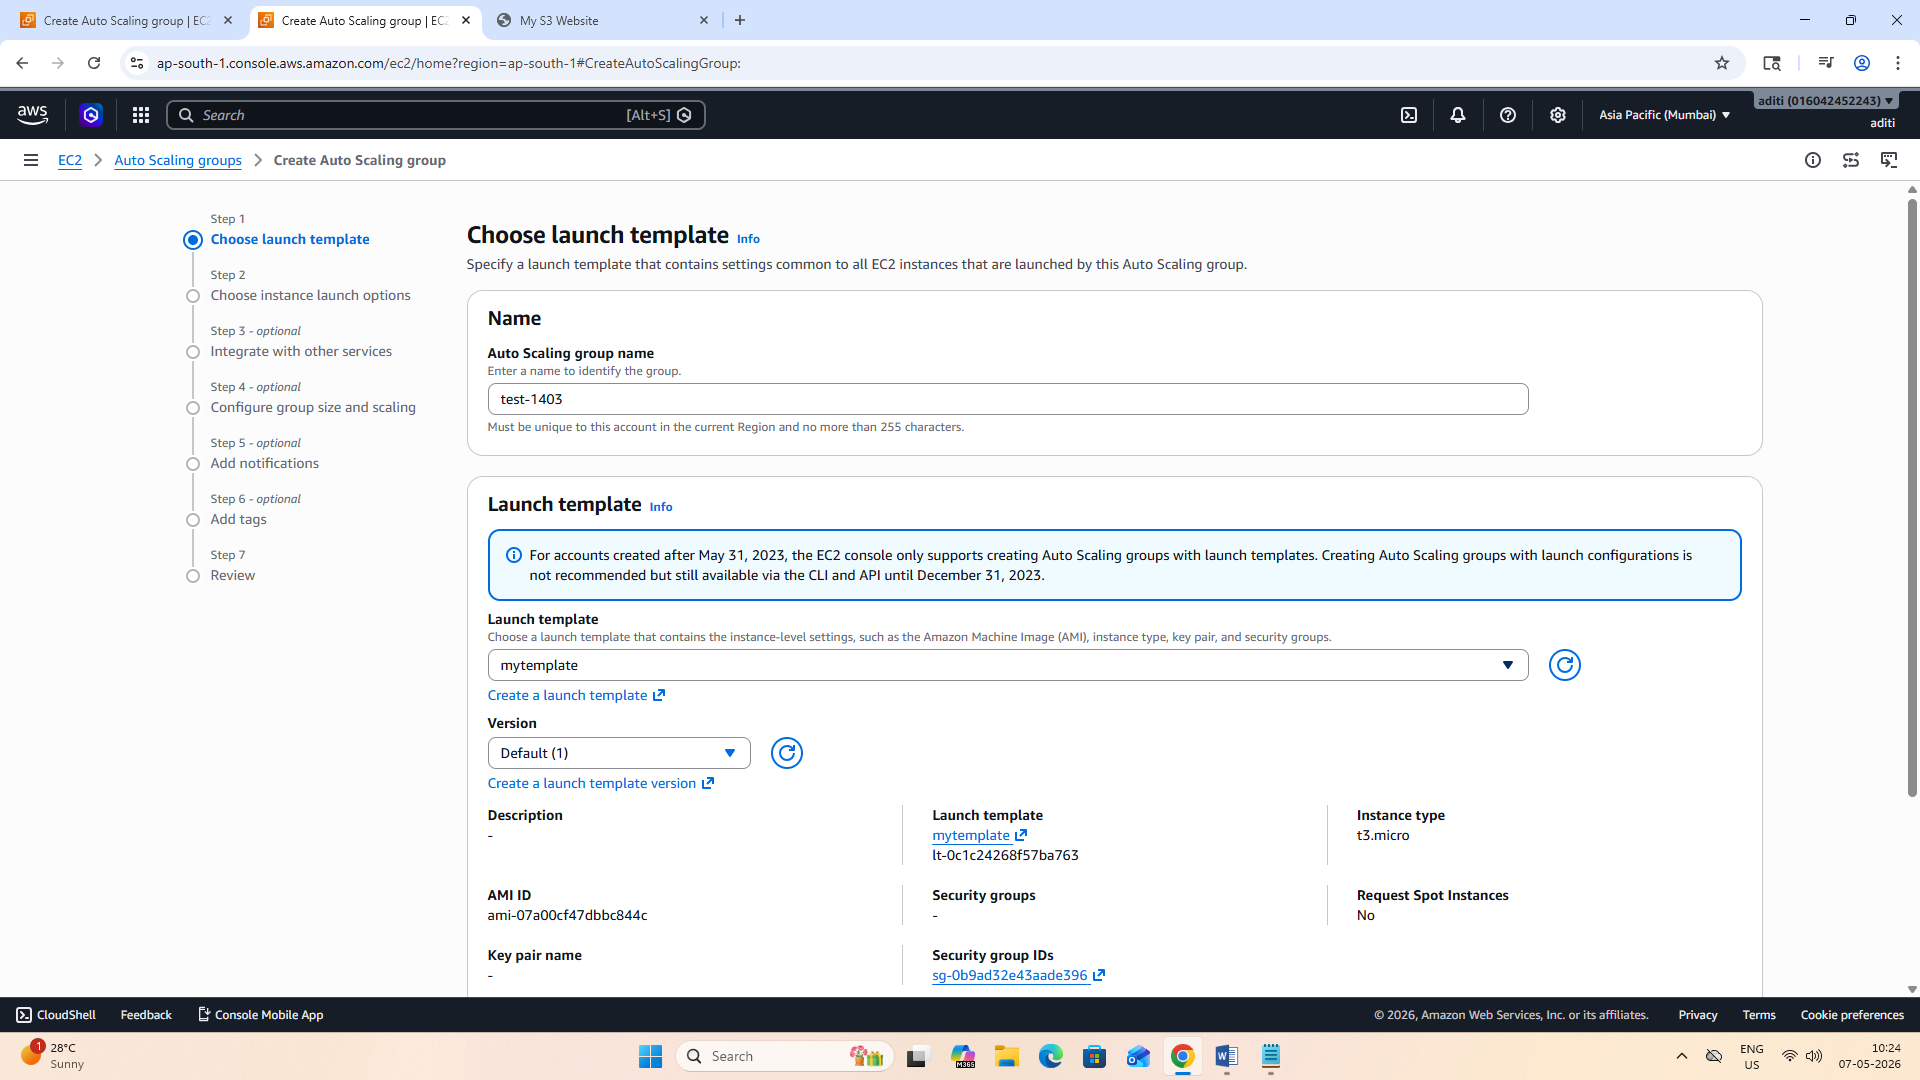 Create Auto Scaling group | EC2
Create Auto Scaling group | EC2
My S3 Website
ap-south-1.console.aws.amazon.com/ec2/home?region=ap-south-1#CreateAutoScalingGroup:
aws
Search
[Alt+S]
Asia Pacific (Mumbai)
aditi (016042452243)
aditi
EC2
Auto Scaling groups
Create Auto Scaling group
Step 1
Choose launch template
Step 2
Choose instance launch options
Step 3 - optional
Integrate with other services
Step 4 - optional
Configure group size and scaling
Step 5 - optional
Add notifications
Step 6 - optional
Add tags
Step 7
Review
Choose launch template Info
Specify a launch template that contains settings common to all EC2 instances that are launched by this Auto Scaling group.
Name
Auto Scaling group name
Enter a name to identify the group.
test-1403
Must be unique to this account in the current Region and no more than 255 characters.
Launch template Info
For accounts created after May 31, 2023, the EC2 console only supports creating Auto Scaling groups with launch templates. Creating Auto Scaling groups with launch configurations is
not recommended but still available via the CLI and API until December 31, 2023.
Launch template
Choose a launch template that contains the instance-level settings, such as the Amazon Machine Image (AMI), instance type, key pair, and security groups.
mytemplate
Create a launch template
Version
Default (1)
Create a launch template version
Description
-
Launch template
mytemplate
lt-0c1c24268f57ba763
Instance type
t3.micro
AMI ID
ami-07a00cf47dbbc844c
Security groups
-
Request Spot Instances
No
Key pair name
-
Security group IDs
sg-0b9ad32e43aade396
CloudShell
Feedback
Console Mobile App
© 2026, Amazon Web Services, Inc. or its affiliates.
Privacy
Terms
Cookie preferences
1
28°C
Sunny
Search
M365
ENG
US
10:24
07-05-2026